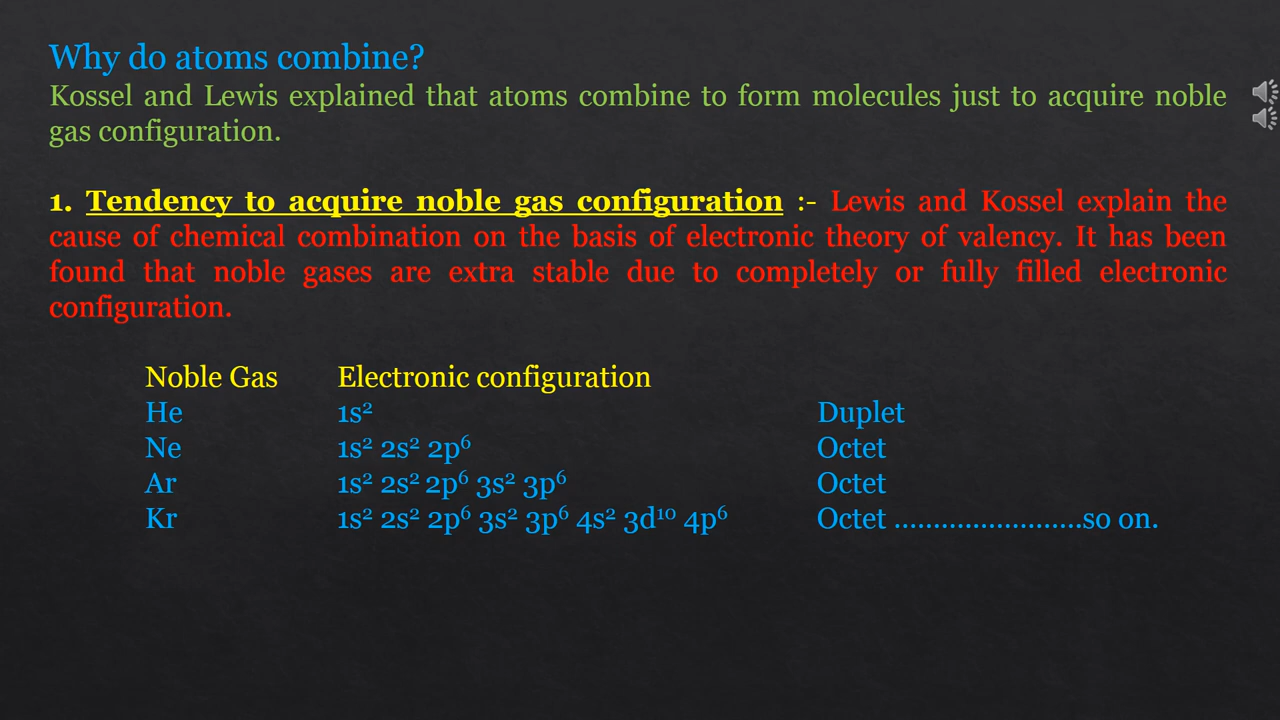 Why do atoms combine?
Kossel and Lewis explained that atoms combine to form molecules just to acquire noble
gas configuration.
1. Tendency to acquire noble gas configuration :- Lewis and Kossel explain the
cause of chemical combination on the basis of electronic theory of valency. It has been
found that noble gases are extra stable due to completely or fully filled electronic
configuration.
Noble Gas Electronic configuration
He 1s² Duplet
Ne 1s² 2s² 2p⁶ Octet
Ar 1s² 2s² 2p⁶ 3s² 3p⁶ Octet
Kr 1s² 2s² 2p⁶ 3s² 3p⁶ 4s² 3d¹⁰ 4p⁶ Octet ........................so on.